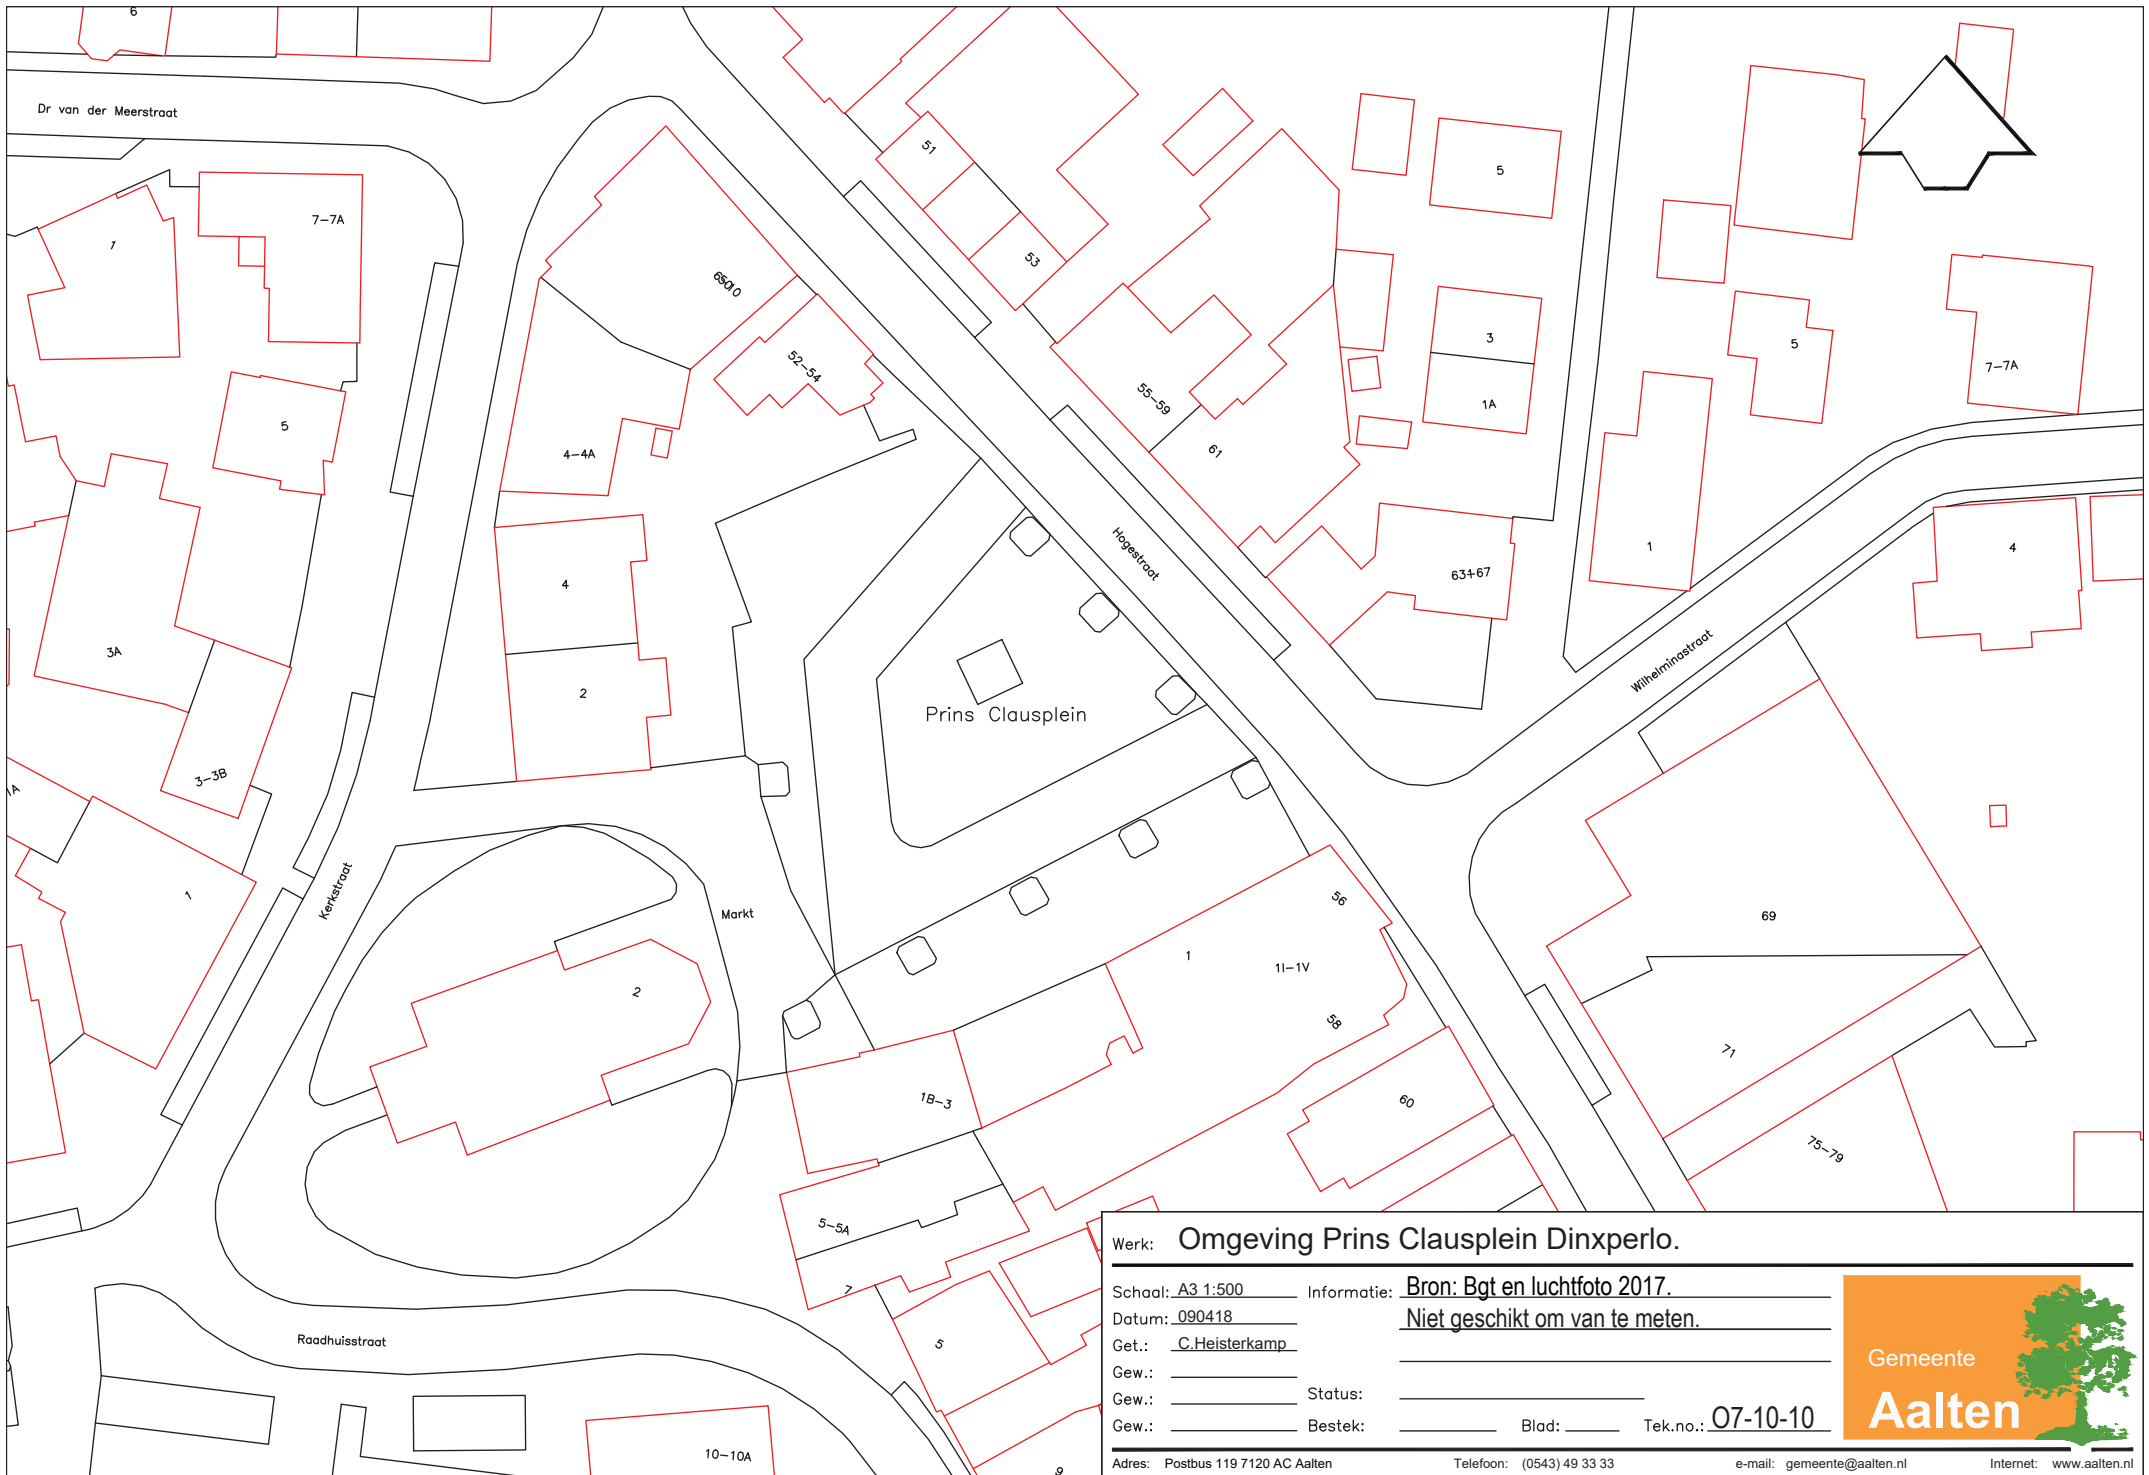 6
Dr van der Meerstraat
51
5
7-7A
1
53
52-54
3
5
7-7A
1A
55-59
5
61
4-4A
Hogestraat
1
4
63+67
4
3A
Wilhelminastraat
2
Prins Clausplein
3-3B
1A
1
Kerkstraat
Markt
56
69
1
1I-1V
2
58
71
1B-3
60
75-79
5-5A
7
Raadhuisstraat
5
10-10A
9
Werk: Omgeving Prins Clausplein Dinxperlo.
Schaal: A3 1:500 Informatie: Bron: Bgt en luchtfoto 2017.
Datum: 090418 Niet geschikt om van te meten.
Get.: C.Heisterkamp
Gew.:
Gew.: Status:
Gew.: Bestek: Blad: Tek.no.: O7-10-10
Gemeente
Aalten
Adres: Postbus 119 7120 AC Aalten Telefoon: (0543) 49 33 33 e-mail: gemeente@aalten.nl Internet: www.aalten.nl